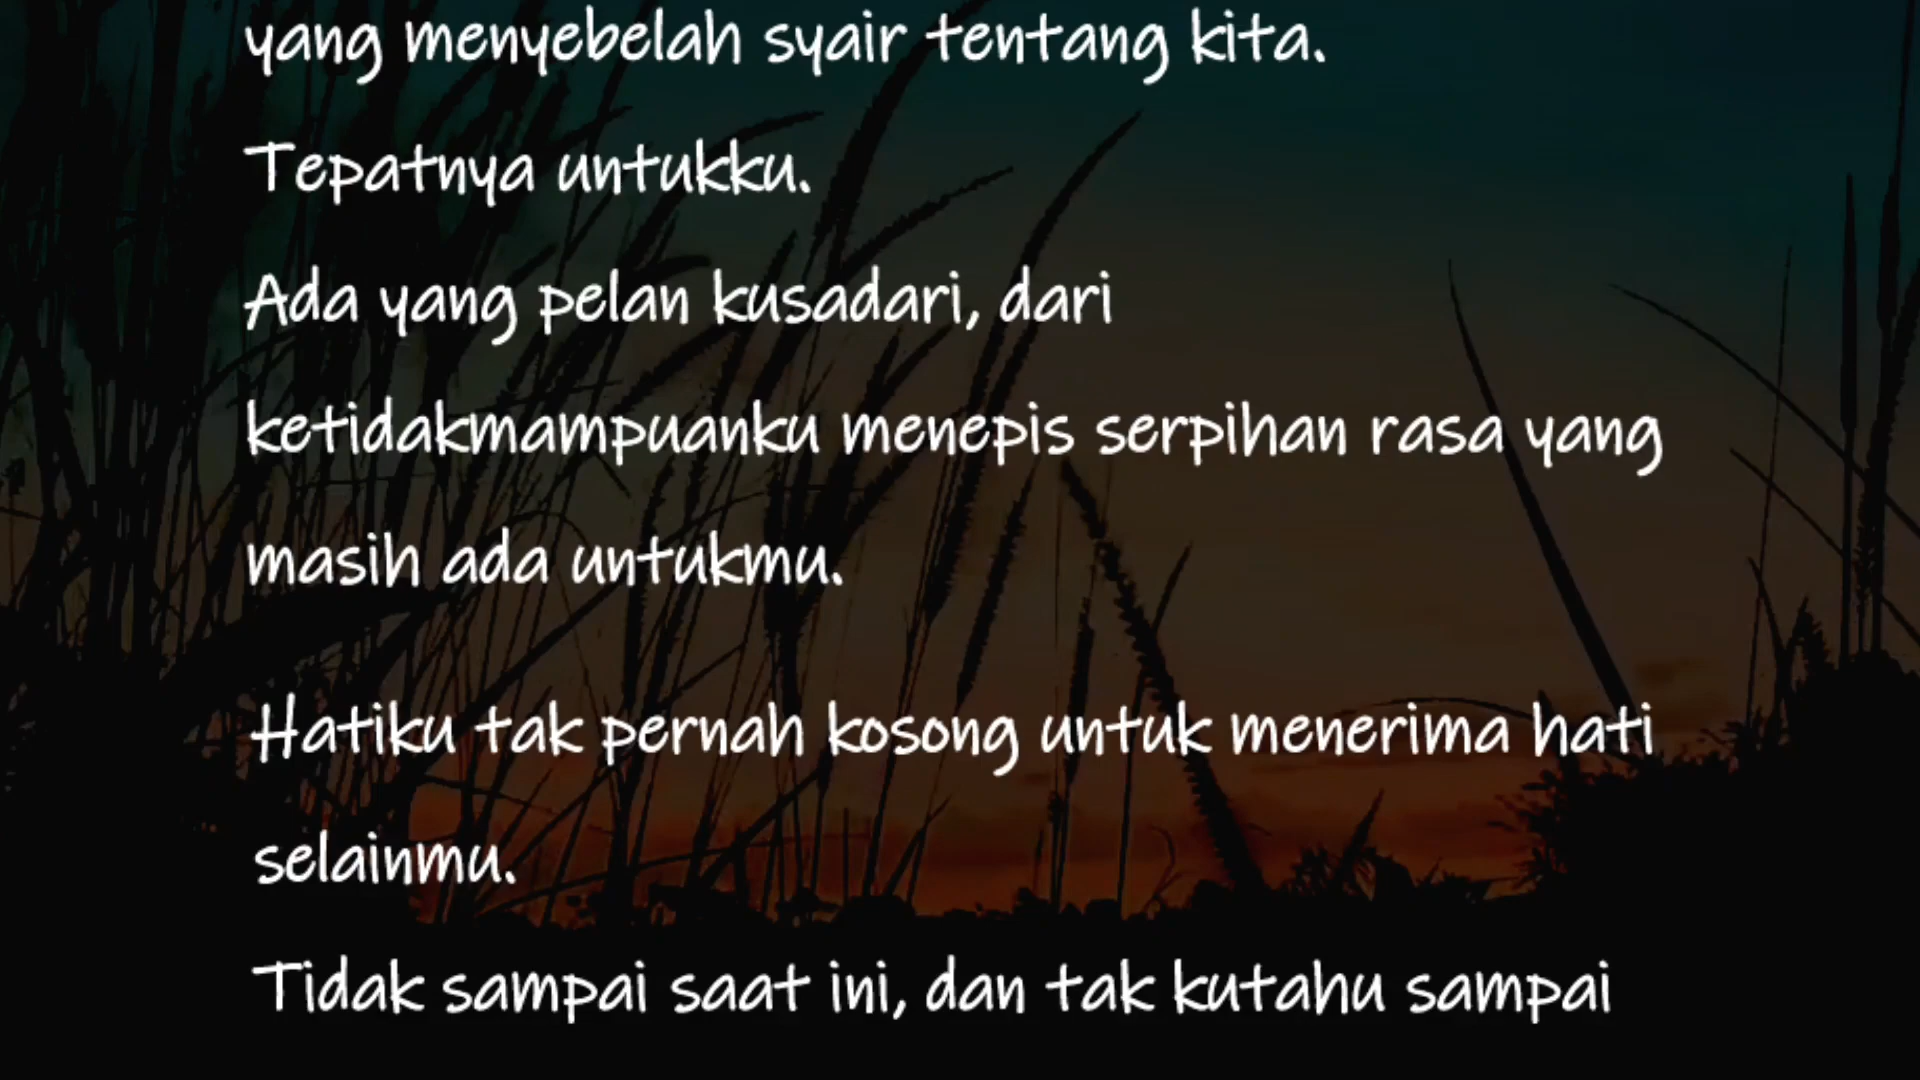 yang menyebelah syair tentang kita.
Tepatnya untukku.
Ada yang pelan kusadari, dari
ketidakmampuanku menepis serpihan rasa yang
masih ada untukmu.
Hatiku tak pernah kosong untuk menerima hati
selainmu.
Tidak sampai saat ini, dan tak kutahu sampai